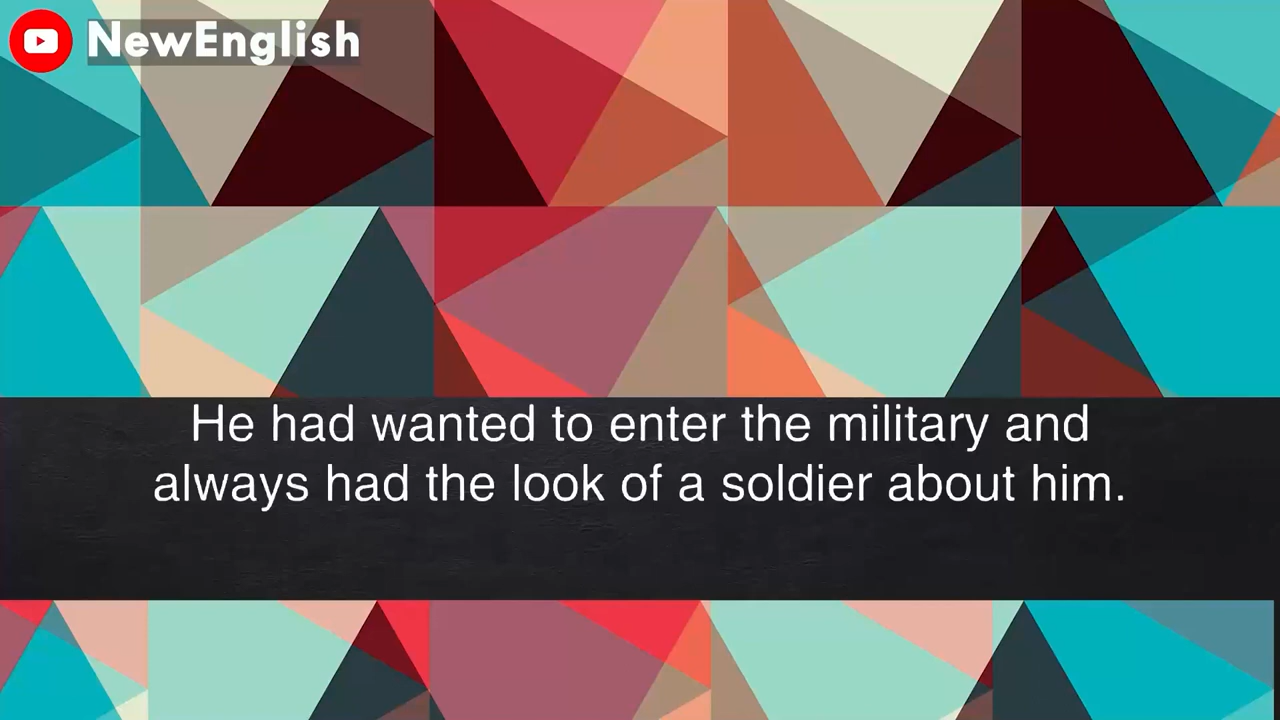 NewEnglish
He had wanted to enter the military and
always had the look of a soldier about him.